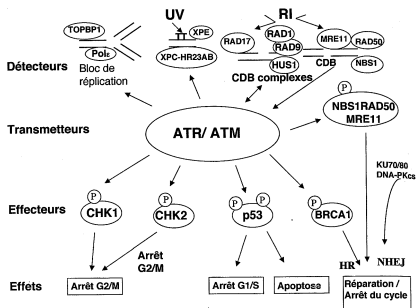 UV
RI
TOPBP1
Polε
XPE
XPC-HR23AB
RAD17
RAD1
RAD9
HUS1
MRE11
RAD50
NBS1
CDB
Détecteurs
Bloc de
réplication
CDB complexes
P
NBS1RAD50
MRE11
Transmetteurs
ATR/ ATM
KU70/80
DNA-PKcs
Effecteurs
P
CHK1
P
CHK2
P
P
p53
P
BRCA1
Arrêt
G2/M
HR
NHEJ
Effets
Arrêt G2/M
Arrêt G1/S
Apoptose
Réparation /
Arrêt du cycle